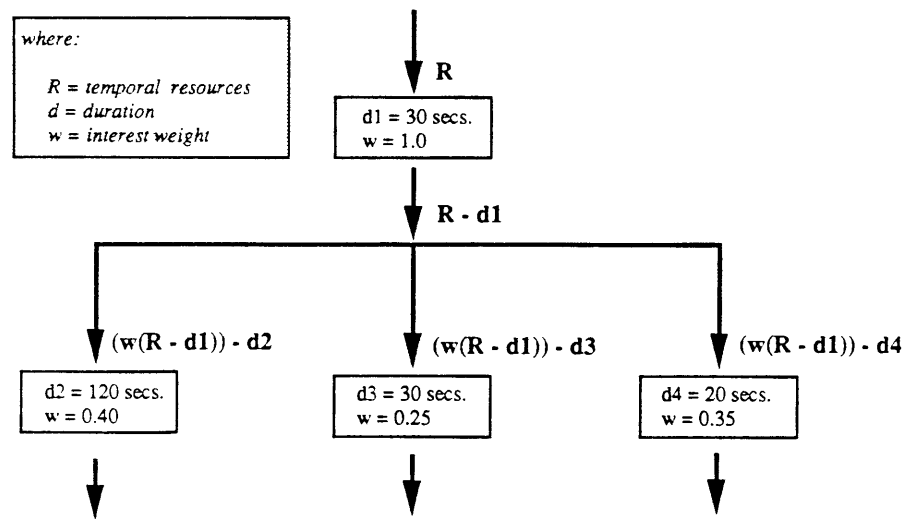 where:
R = temporal resources
d = duration
w = interest weight
R
d1 = 30 secs.
w = 1.0
R - d1
(w(R - d1)) - d2
(w(R - d1)) - d3
(w(R - d1)) - d4
d2 = 120 secs.
w = 0.40
d3 = 30 secs.
w = 0.25
d4 = 20 secs.
w = 0.35